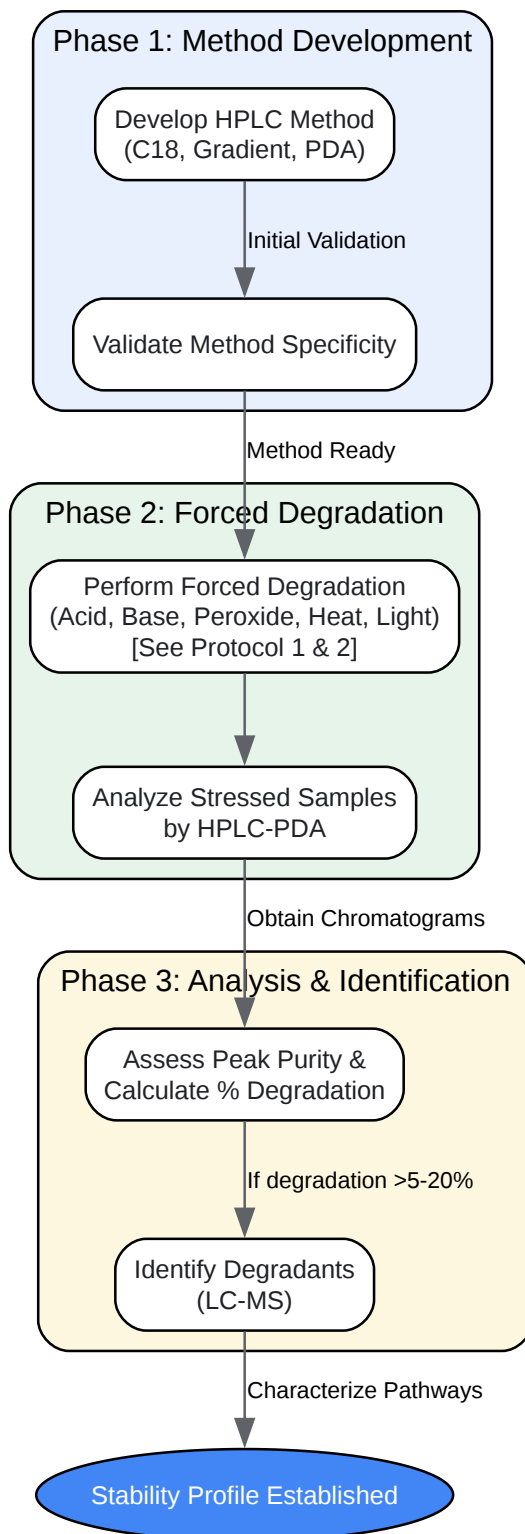 Phase 1: Method Development
Develop HPLC Method
(C18, Gradient, PDA)
Initial Validation
Validate Method Specificity
Method Ready
Phase 2: Forced Degradation
Perform Forced Degradation
(Acid, Base, Peroxide, Heat, Light)
[See Protocol 1 & 2]
Analyze Stressed Samples
by HPLC-PDA
Obtain Chromatograms
Phase 3: Analysis & Identification
Assess Peak Purity &
Calculate % Degradation
If degradation >5-20%
Identify Degradants
(LC-MS)
Characterize Pathways
Stability Profile Established